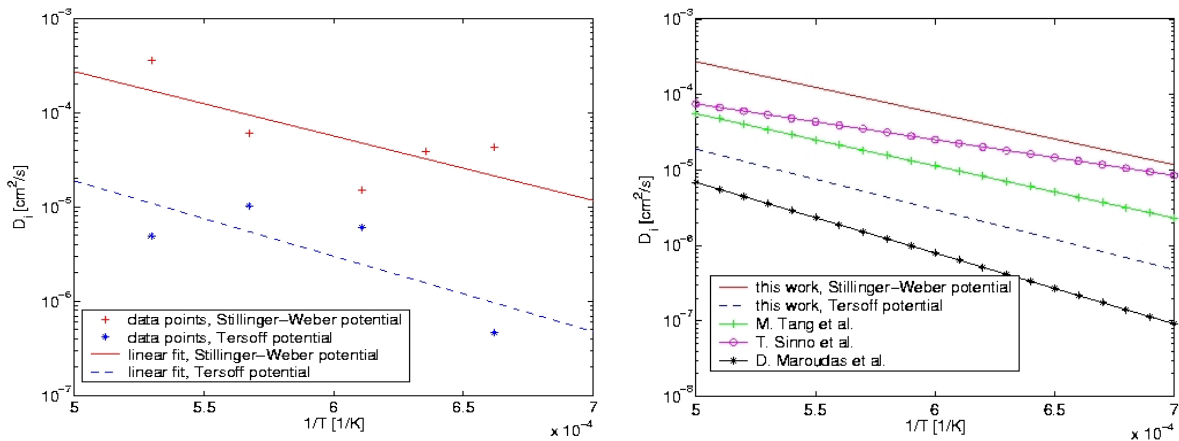 10⁻³
10⁻⁴
10⁻⁵
10⁻⁶
10⁻⁷
D_i [cm²/s]
+ data points, Stillinger−Weber potential
* data points, Tersoff potential
linear fit, Stillinger−Weber potential
linear fit, Tersoff potential
5 5.5 6 6.5 7
1/T [1/K]
x 10⁻⁴
10⁻³
10⁻⁴
10⁻⁵
10⁻⁶
10⁻⁷
10⁻⁸
D_i [cm²/s]
this work, Stillinger−Weber potential
this work, Tersoff potential
M. Tang et al.
T. Sinno et al.
D. Maroudas et al.
5 5.5 6 6.5 7
1/T [1/K]
x 10⁻⁴